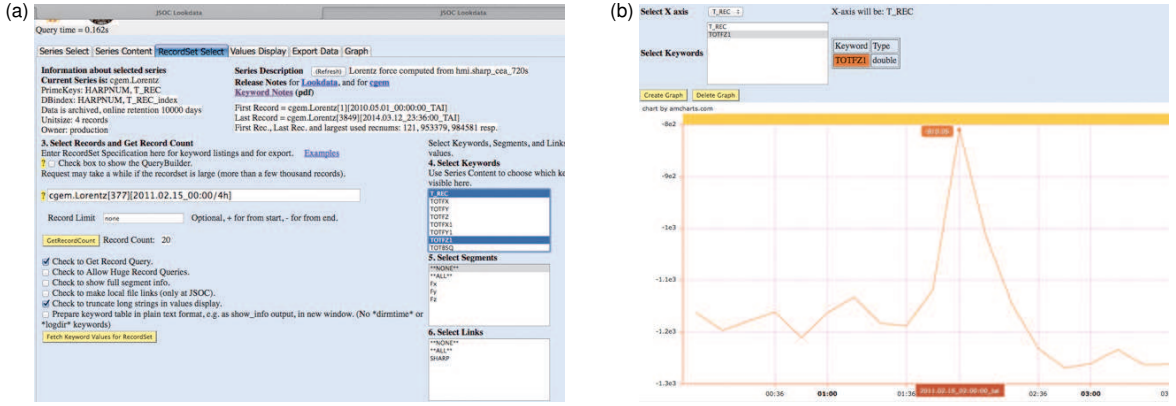 (a)
JSOC Lookdata
JSOC Lookdata
Query time = 0.162s
Series Select
Series Content
RecordSet Select
Values Display
Export Data
Graph
Information about selected series
Current Series is: cgem.Lorentz
PrimeKeys: HARPNUM, T_REC
DBindex: HARPNUM, T_REC_index
Data is archived, online retention 10000 days
Unitsize: 4 records
Owner: production
Series Description (Refresh) Lorentz force computed from hmi.sharp_cea_720s
Release Notes for Lookdata, and for cgem
Keyword Notes (pdf)
First Record = cgem.Lorentz[1][2010.05.01_00:00:00_TAI]
Last Record = cgem.Lorentz[3849][2014.03.12_23:36:00_TAI]
First Rec., Last Rec. and largest used recnums: 121, 953379, 984581 resp.
3. Select Records and Get Record Count
Enter RecordSet Specification here for keyword listings and for export. Examples
? Check box to show the QueryBuilder.
Request may take a while if the recordset is large (more than a few thousand records).
? cgem.Lorentz[377][2011.02.15_00:00/4h]
Record Limit none Optional, + for from start, - for from end.
GetRecordCount Record Count: 20
Check to Get Record Query.
Check to Allow Huge Record Queries.
Check to show full segment info.
Check to make local file links (only at JSOC).
Check to truncate long strings in values display.
Prepare keyword table in plain text format, e.g. as show_info output, in new window. (No *dirmtime* or
*logdir* keywords)
Fetch Keyword Values for RecordSet
Select Keywords, Segments, and Links
values.
4. Select Keywords
Use Series Content to choose which ke
visible here.
T_REC
TOTFX
TOTFY
TOTFZ
TOTFX1
TOTFY1
TOTFZ1
TOTBSQ
5. Select Segments
**NONE**
**ALL**
Fx
Fy
Fz
6. Select Links
**NONE**
**ALL**
SHARP
(b)
Select X axis T_REC X-axis will be: T_REC
Select Keywords
T_REC
TOTFZ1
Keyword Type
TOTFZ1 double
Create Graph
Delete Graph
chart by amcharts.com
-8e2
-9e2
-1e3
-1.1e3
-1.2e3
-1.3e3
00:36
01:00
01:36
2011.02.15_02:00:00_tai
02:36
03:00
03